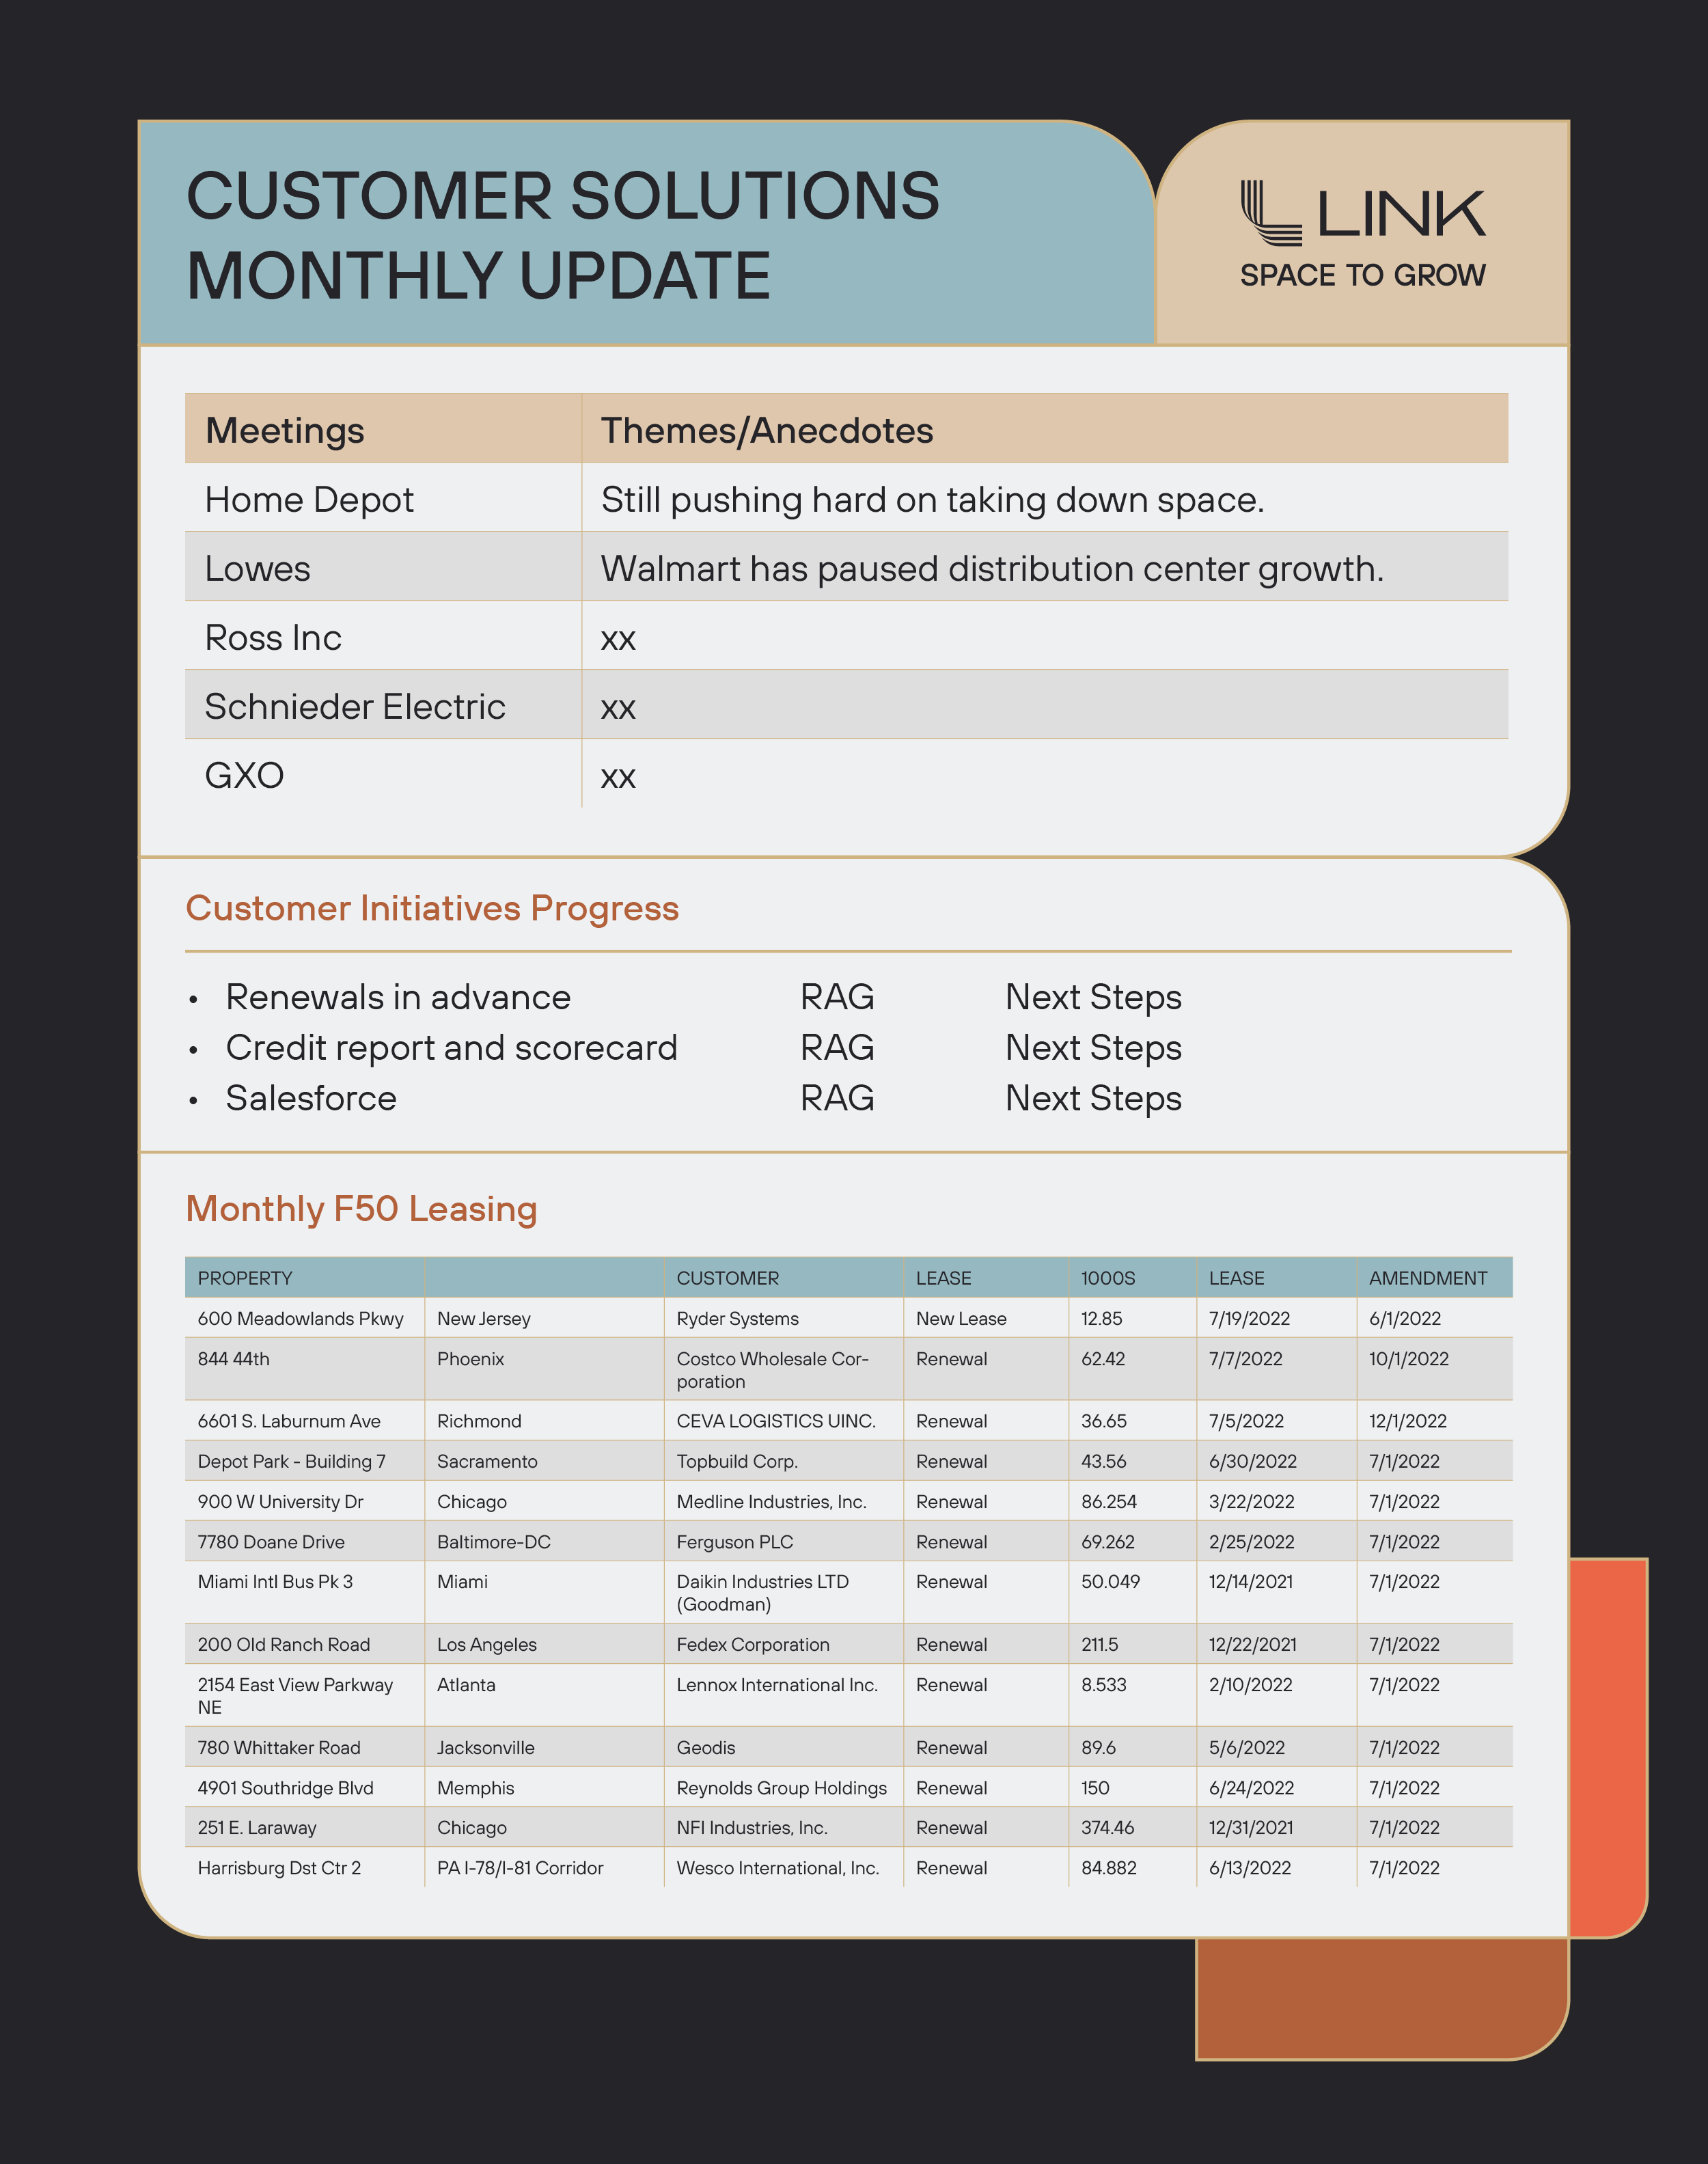 CUSTOMER SOLUTIONS
MONTHLY UPDATE
LINK
SPACE TO GROW
Meetings Themes/Anecdotes
Home Depot Still pushing hard on taking down space.
Lowes Walmart has paused distribution center growth.
Ross Inc xx
Schnieder Electric xx
GXO xx
Customer Initiatives Progress
• Renewals in advance RAG Next Steps
• Credit report and scorecard RAG Next Steps
• Salesforce RAG Next Steps
Monthly F50 Leasing
PROPERTY CUSTOMER LEASE 1000S LEASE AMENDMENT
600 Meadowlands Pkwy New Jersey Ryder Systems New Lease 12.85 7/19/2022 6/1/2022
844 44th Phoenix Costco Wholesale Cor- Renewal 62.42 7/7/2022 10/1/2022
poration
6601 S. Laburnum Ave Richmond CEVA LOGISTICS UINC. Renewal 36.65 7/5/2022 12/1/2022
Depot Park - Building 7 Sacramento Topbuild Corp. Renewal 43.56 6/30/2022 7/1/2022
900 W University Dr Chicago Medline Industries, Inc. Renewal 86.254 3/22/2022 7/1/2022
7780 Doane Drive Baltimore-DC Ferguson PLC Renewal 69.262 2/25/2022 7/1/2022
Miami Intl Bus Pk 3 Miami Daikin Industries LTD Renewal 50.049 12/14/2021 7/1/2022
(Goodman)
200 Old Ranch Road Los Angeles Fedex Corporation Renewal 211.5 12/22/2021 7/1/2022
2154 East View Parkway Atlanta Lennox International Inc. Renewal 8.533 2/10/2022 7/1/2022
NE
780 Whittaker Road Jacksonville Geodis Renewal 89.6 5/6/2022 7/1/2022
4901 Southridge Blvd Memphis Reynolds Group Holdings Renewal 150 6/24/2022 7/1/2022
251 E. Laraway Chicago NFI Industries, Inc. Renewal 374.46 12/31/2021 7/1/2022
Harrisburg Dst Ctr 2 PA I-78/I-81 Corridor Wesco International, Inc. Renewal 84.882 6/13/2022 7/1/2022